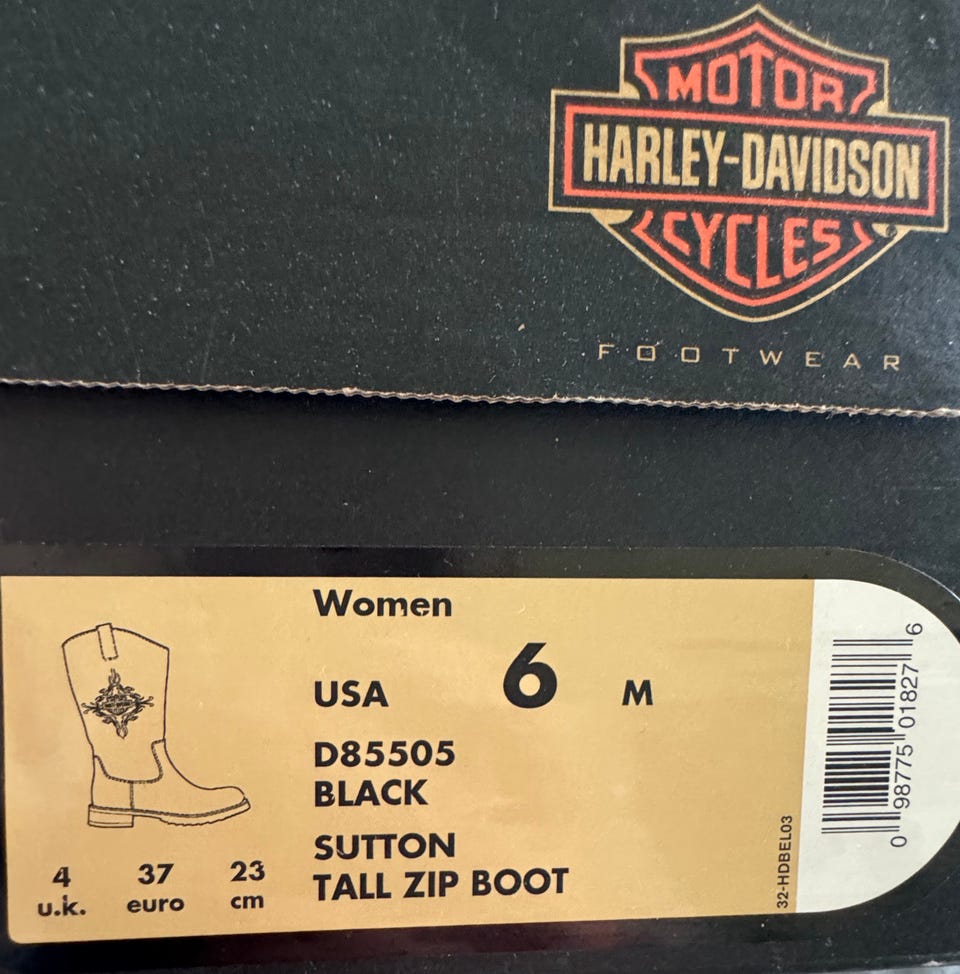 MOTOR
HARLEY-DAVIDSON
CYCLES
FOOTWEAR
Women
USA 6 M
D85505
BLACK
SUTTON
TALL ZIP BOOT
4 37 23
u.k. euro cm
32-HDBEL03
0 98775 01827 6